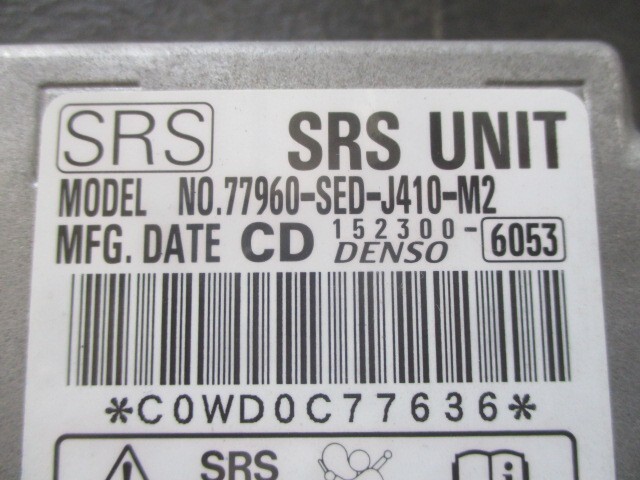 SRS SRS UNIT
MODEL NO.77960-SED-J410-M2
MFG. DATE CD 152300-6053
DENSO
*C0WD0C77636*
SRS